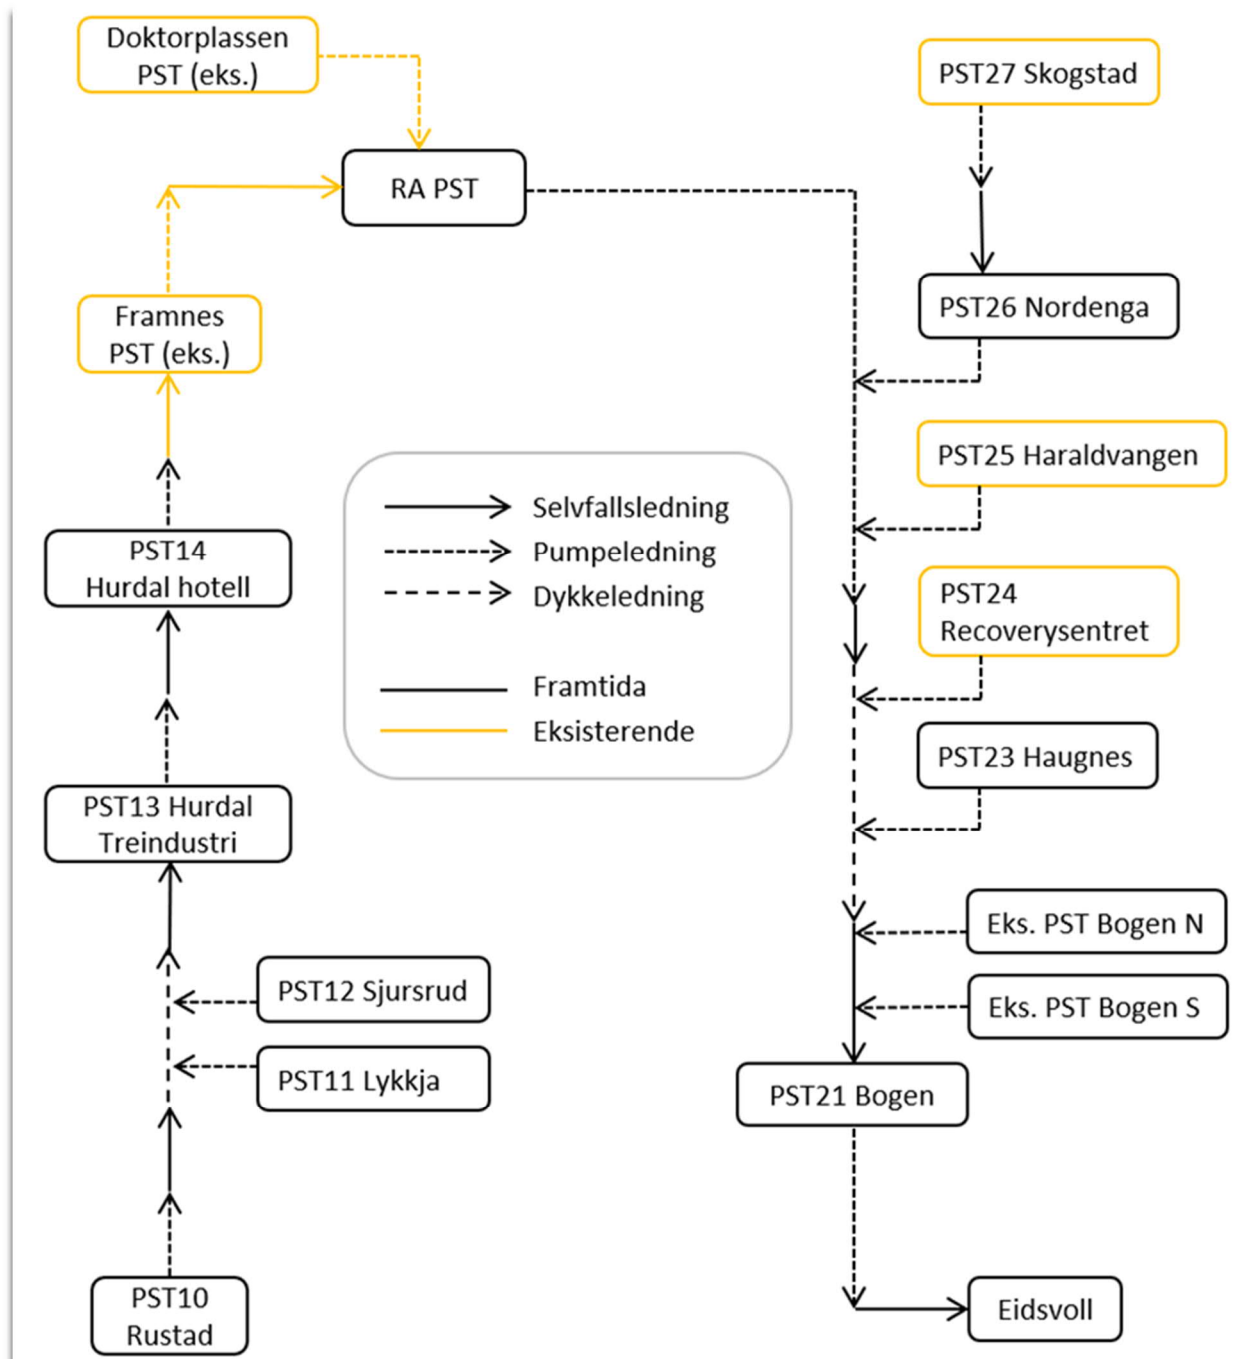 Doktorplassen
PST (eks.)
RA PST
Framnes
PST (eks.)
PST14
Hurdal hotell
PST13 Hurdal
Treindustri
PST12 Sjursrud
PST11 Lykkja
PST10
Rustad
Selvfallsledning
Pumpeledning
Dykkeledning
Framtida
Eksisterende
PST27 Skogstad
PST26 Nordenga
PST25 Haraldvangen
PST24
Recoverysentret
PST23 Haugnes
Eks. PST Bogen N
Eks. PST Bogen S
PST21 Bogen
Eidsvoll